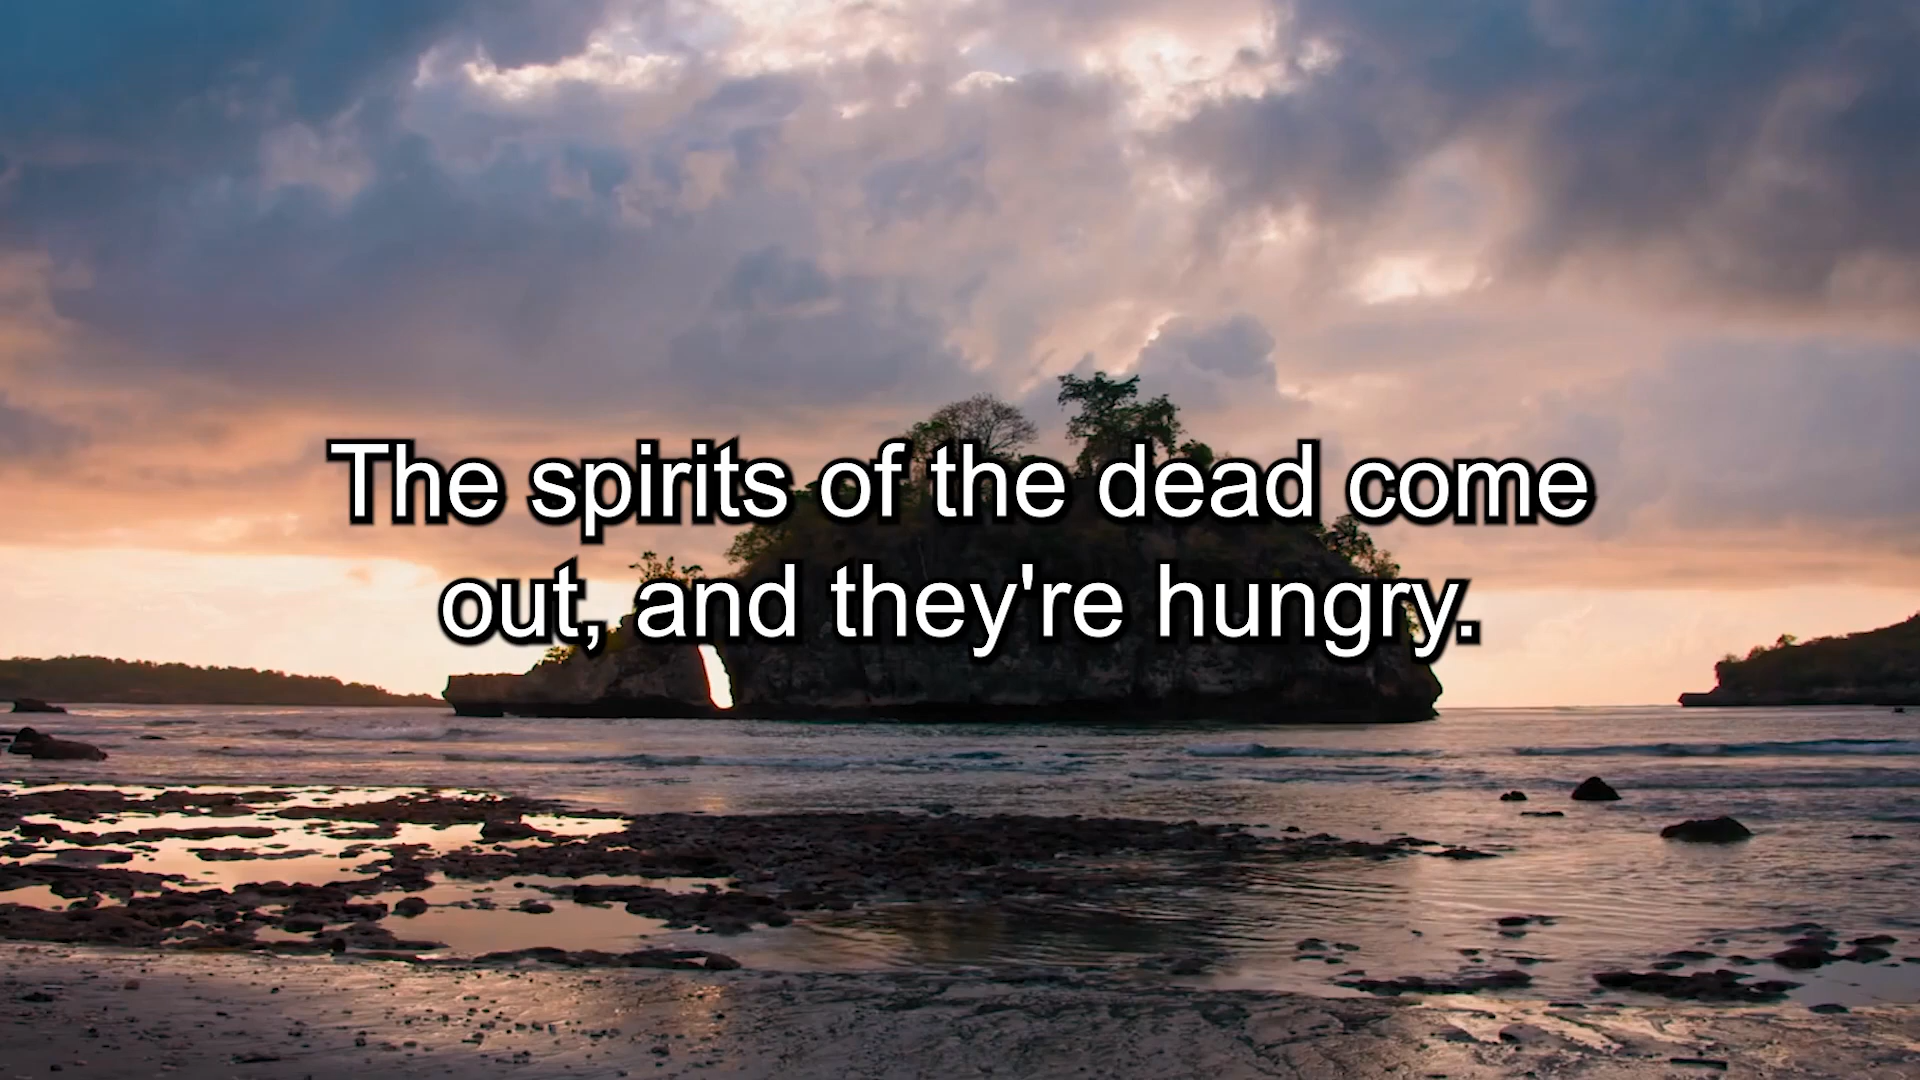 The spirits of the dead come
out, and they're hungry.